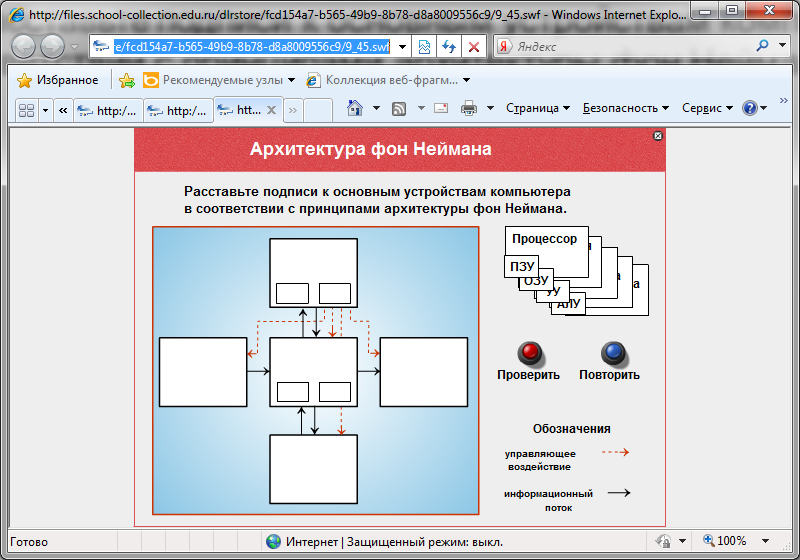 http://files.school-collection.edu.ru/dlrstore/fcd154a7-b565-49b9-8b78-d8a8009556c9/9_45.swf - Windows Internet Explo...
re/fcd154a7-b565-49b9-8b78-d8a8009556c9/9_45.swf
Яндекс
Избранное
Рекомендуемые узлы
Коллекция веб-фрагм...
http:/...
http:/...
htt...
Страница
Безопасность
Сервис
Архитектура фон Неймана
Расставьте подписи к основным устройствам компьютера
в соответствии с принципами архитектуры фон Неймана.
Процессор
ПЗУ
ОЗУ
УУ
АЛУ
Проверить
Повторить
Обозначения
управляющее
воздействие
информационный
поток
Готово
Интернет | Защищенный режим: выкл.
100%